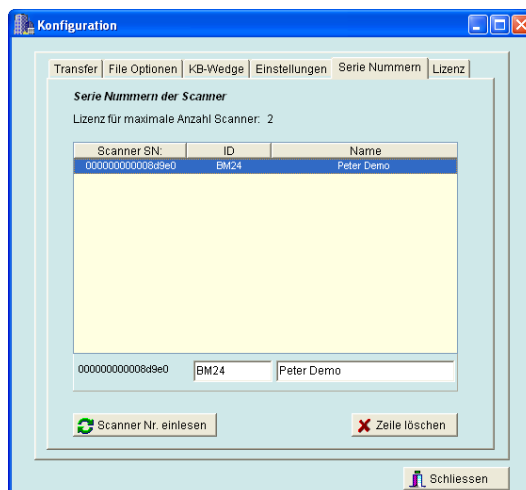 Konfiguration
Transfer File Optionen KB-Wedge Einstellungen Serie Nummern Lizenz
Serie Nummern der Scanner
Lizenz für maximale Anzahl Scanner: 2
Scanner SN: ID Name
000000000008d9e0 BM24 Peter Demo
000000000008d9e0 BM24 Peter Demo
Scanner Nr. einlesen Zeile löschen
Schliessen